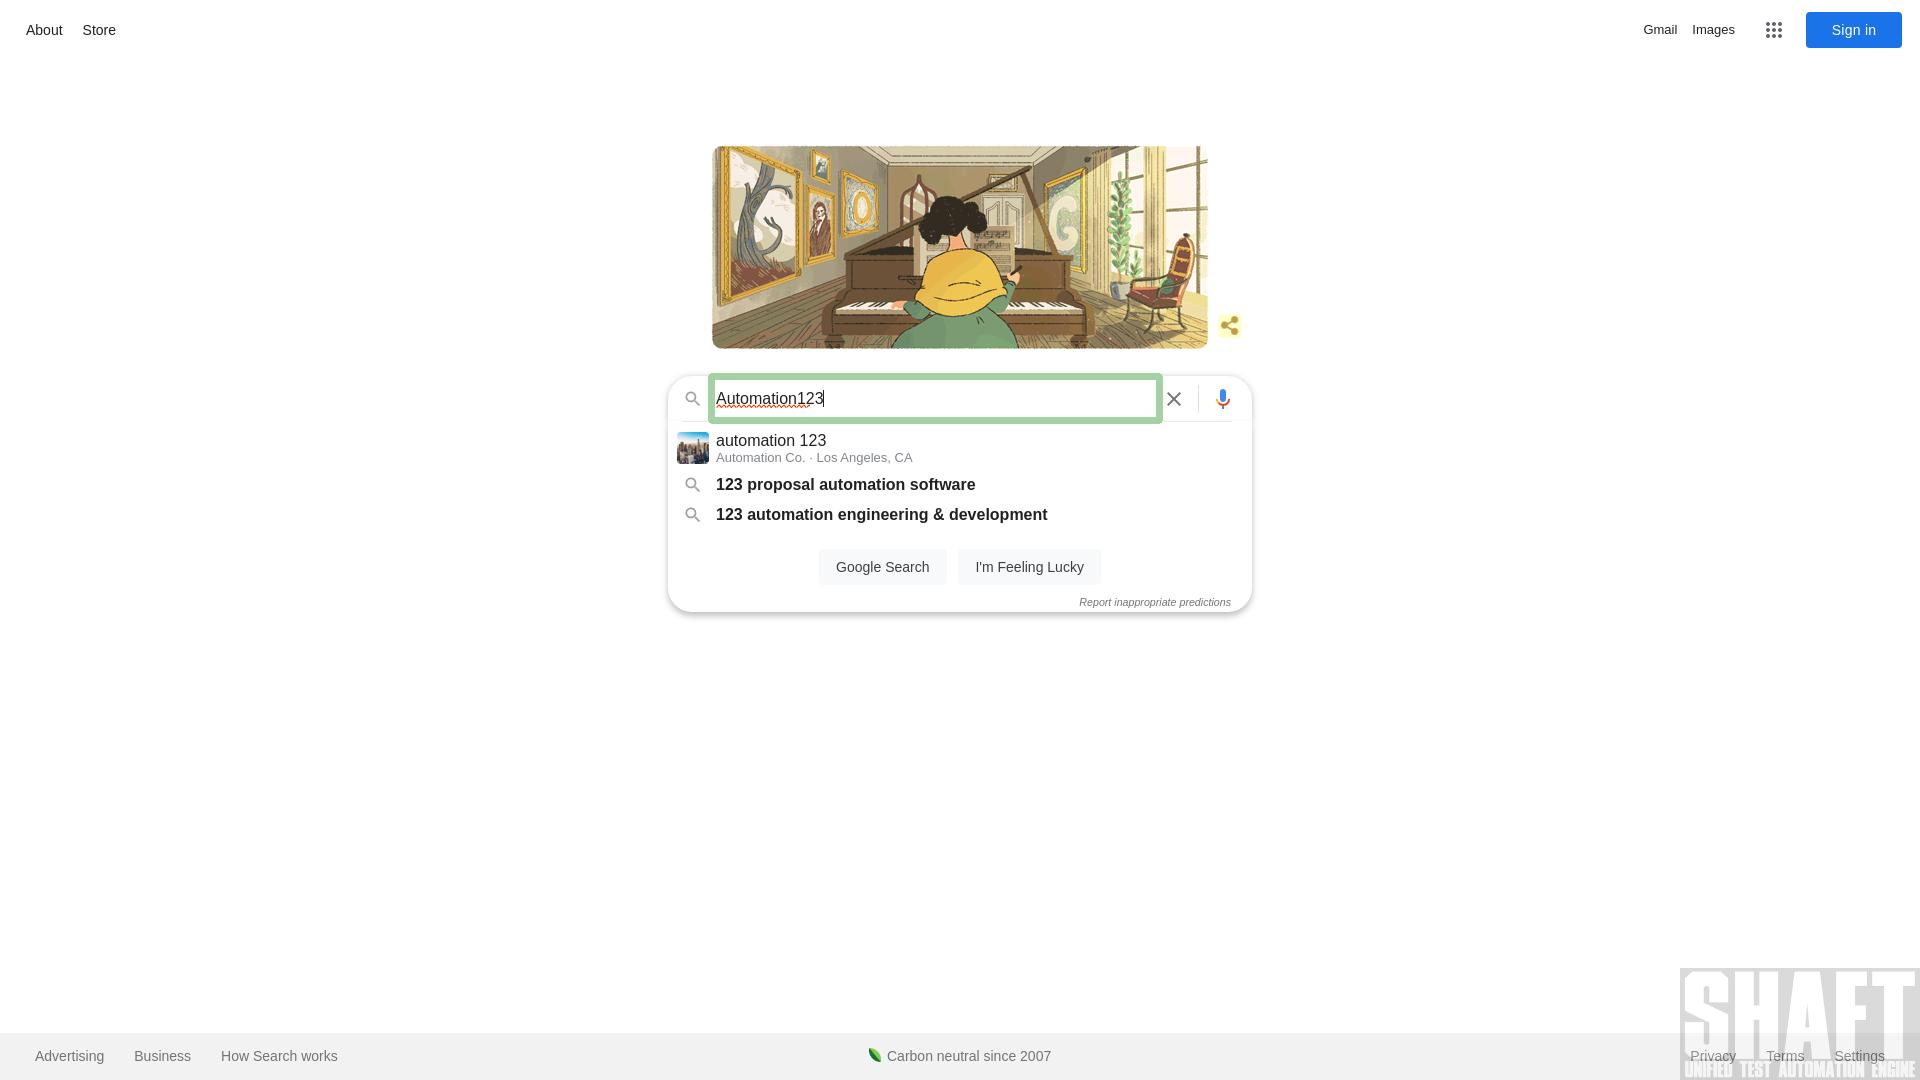 About Store
Gmail Images Sign in
Automation123
automation 123
Automation Co. · Los Angeles, CA
123 proposal automation software
123 automation engineering & development
Google Search I'm Feeling Lucky
Report inappropriate predictions
SHAFT
Advertising Business How Search works Carbon neutral since 2007 Privacy Terms Settings
UNIFIED TEST AUTOMATION ENGINE